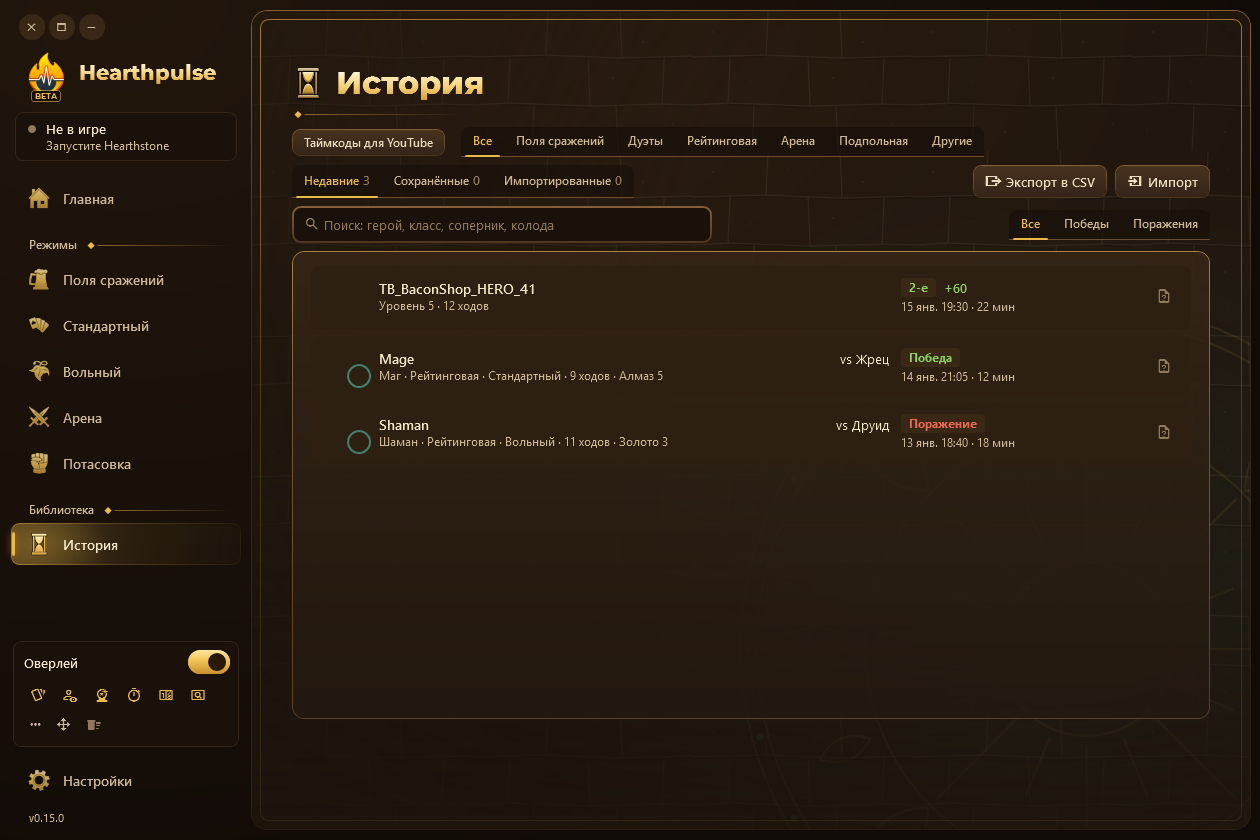 Hearthpulse
BETA
Не в игре
Запустите Hearthstone
Главная
Режимы
Поля сражений
Стандартный
Вольный
Арена
Потасовка
Библиотека
История
Оверлей
Настройки
v0.15.0
История
Таймкоды для YouTube
Все Поля сражений Дуэты Рейтинговая Арена Подпольная Другие
Недавние 3 Сохранённые 0 Импортированные 0
Экспорт в CSV Импорт
Поиск: герой, класс, соперник, колода
Все Победы Поражения
TB_BaconShop_HERO_41 2-е +60
Уровень 5 · 12 ходов 15 янв. 19:30 · 22 мин
Mage vs Жрец Победа
Маг · Рейтинговая · Стандартный · 9 ходов · Алмаз 5 14 янв. 21:05 · 12 мин
Shaman vs Друид Поражение
Шаман · Рейтинговая · Вольный · 11 ходов · Золото 3 13 янв. 18:40 · 18 мин